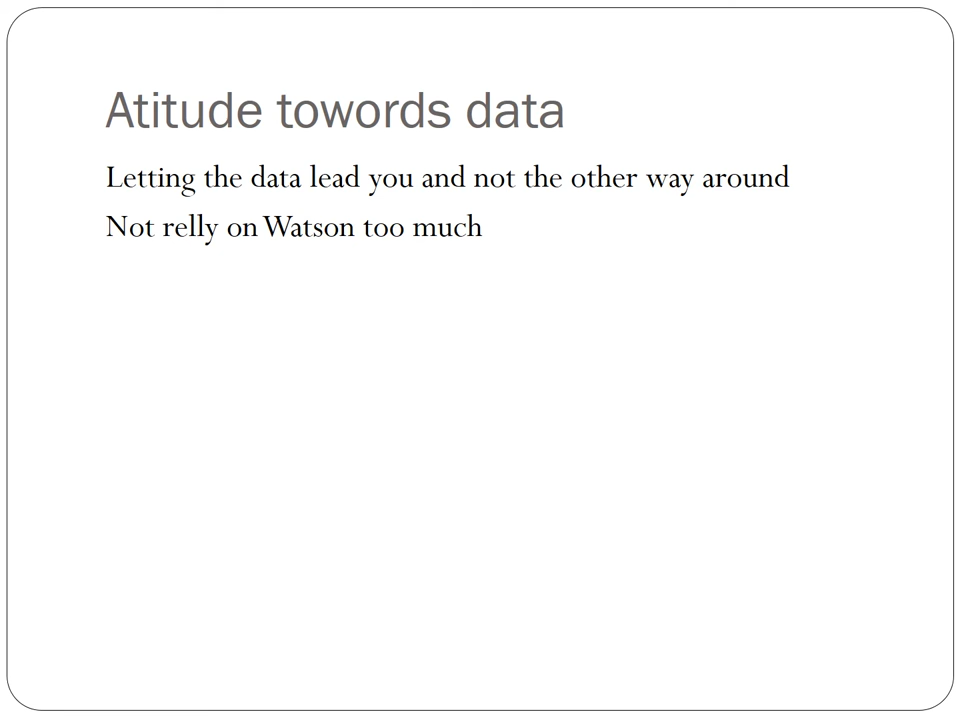 Atitude towords data
Letting the data lead you and not the other way around
Not relly on Watson too much